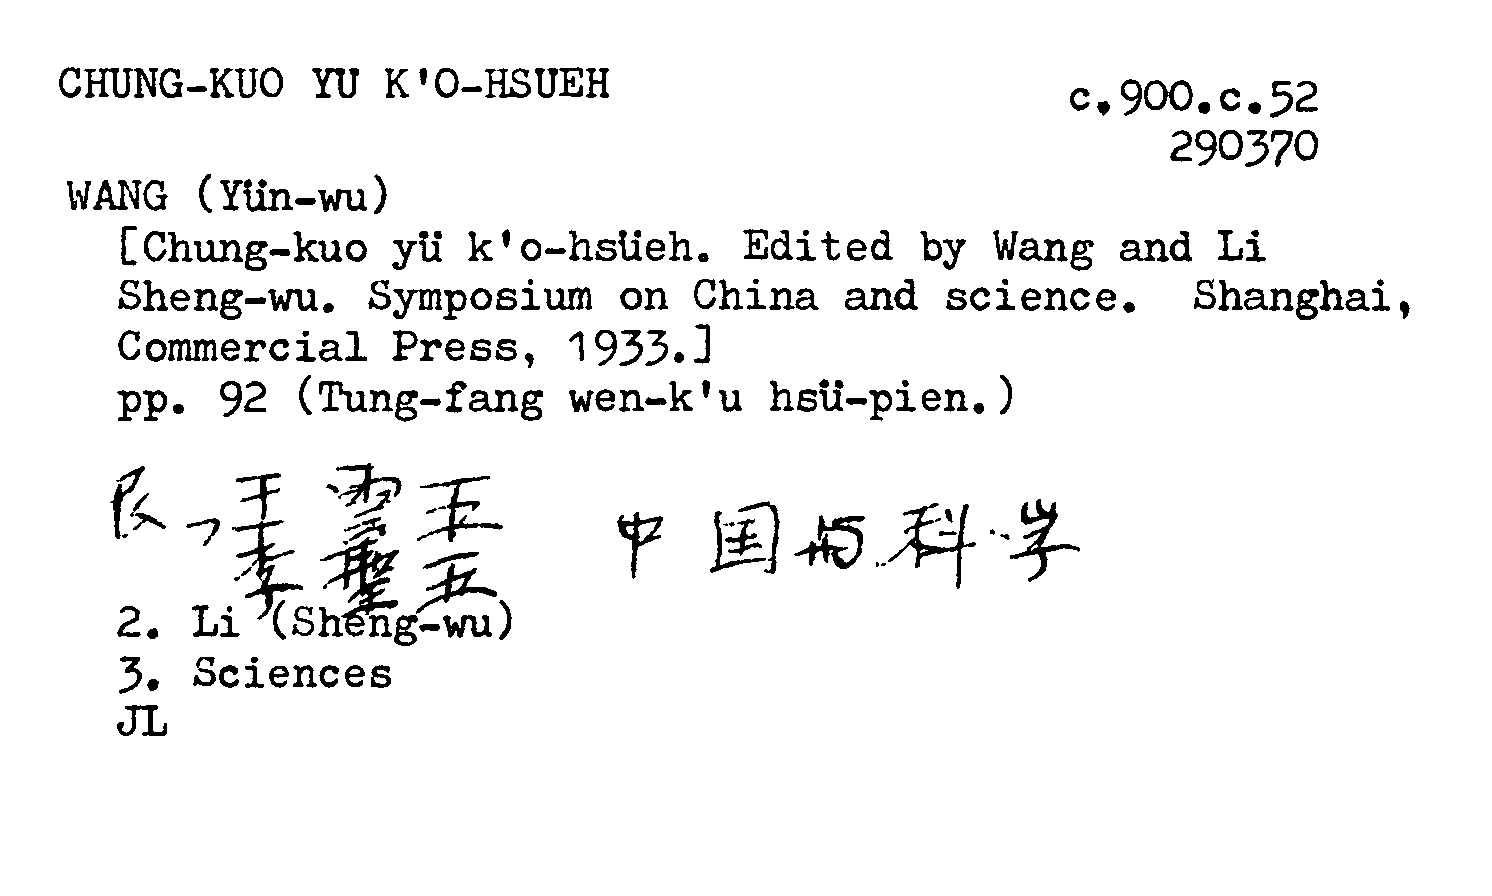 CHUNG-KUO YU K'O-HSUEH
c.900.c.52
290370
WANG (Yün-wu)
[Chung-kuo yü k'o-hsüeh. Edited by Wang and Li
Sheng-wu. Symposium on China and science. Shanghai,
Commercial Press, 1933.]
pp. 92 (Tung-fang wen-k'u hsü-pien.)
王雲五 中国与科学
李聖五
2. Li (Sheng-wu)
3. Sciences
JL